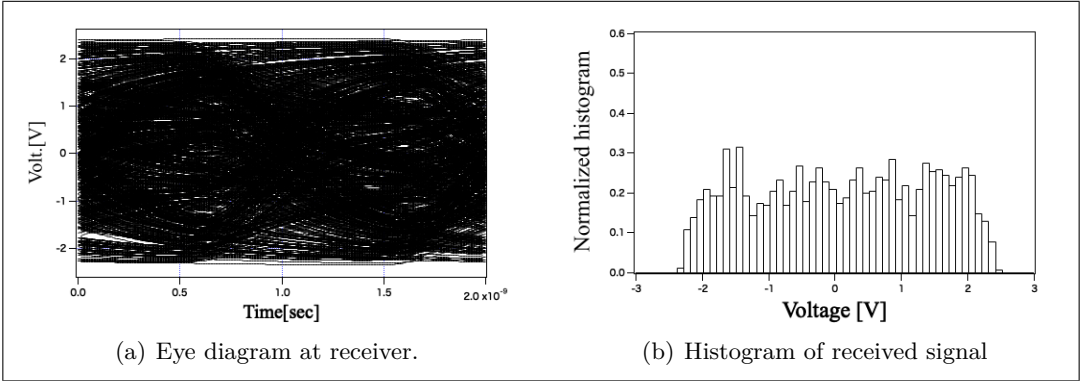 Volt.[V]
2
1
0
-1
-2
0.0 0.5 1.0 1.5 2.0 x10⁻⁹
Time[sec]
(a) Eye diagram at receiver.
Normalized histogram
0.6
0.5
0.4
0.3
0.2
0.1
0.0
-3 -2 -1 0 1 2 3
Voltage [V]
(b) Histogram of received signal